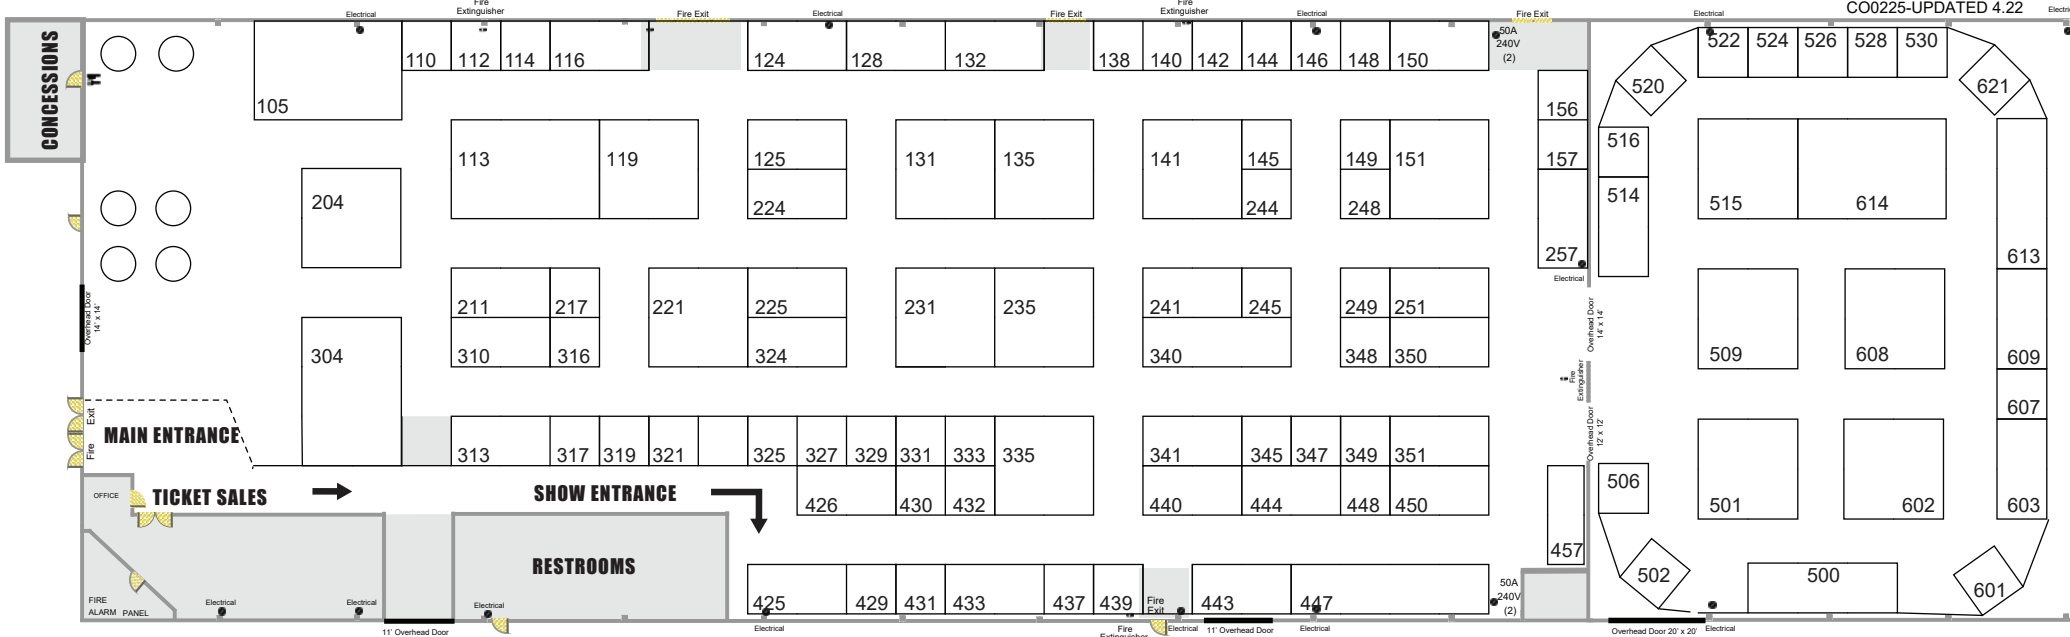 CO0225-UPDATED 4.22
Electrical
Fire
Extinguisher
Fire Exit
Electrical
Fire Exit
Fire
Extinguisher
Electrical
Fire Exit
Electrical
CONCESSIONS
105
110
112
114
116
124
128
132
138
140
142
144
146
148
150
50A
240V
(2)
522
524
526
528
530
520
621
156
113
119
125
131
135
141
145
149
151
157
516
204
224
244
248
514
515
614
257
Electrical
613
Overhead Door
14' x 14'
211
217
221
225
231
235
241
245
249
251
Overhead Door
14' x 14'
304
310
316
324
340
348
350
509
608
609
Fire
Extinguisher
607
Fire Exit
MAIN ENTRANCE
313
317
319
321
325
327
329
331
333
335
341
345
347
349
351
Overhead Door
12' x 12'
OFFICE
TICKET SALES
SHOW ENTRANCE
426
430
432
440
444
448
450
506
501
602
603
RESTROOMS
457
502
500
601
FIRE
ALARM PANEL
Electrical
Electrical
Electrical
425
429
431
433
437
439
Fire
Exit
443
447
50A
240V
(2)
11' Overhead Door
Electrical
Fire
Extinguisher
Electrical
11' Overhead Door
Electrical
Overhead Door 20' x 20'
Electrical